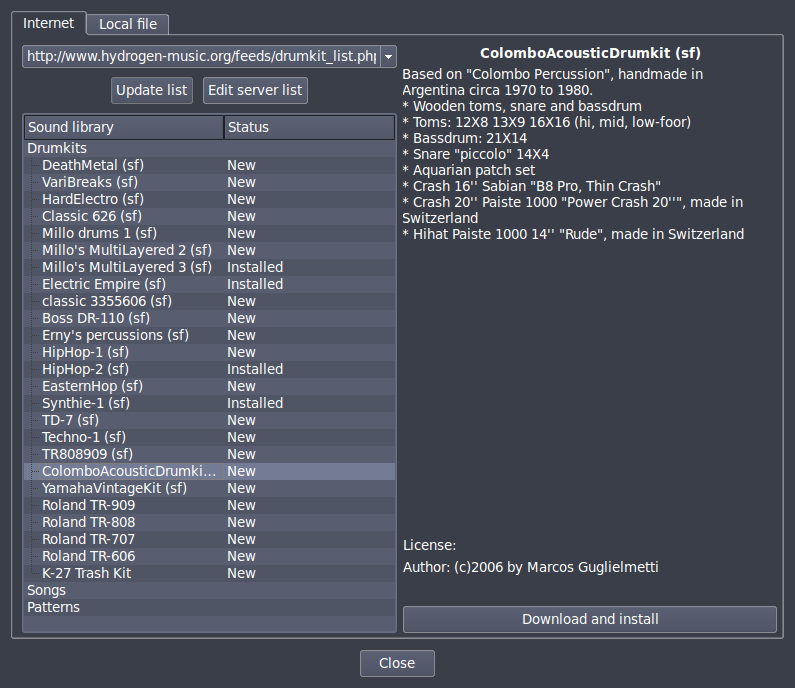 Internet
Local file
http://www.hydrogen-music.org/feeds/drumkit_list.php
Update list
Edit server list
Sound library Status
Drumkits
DeathMetal (sf) New
VariBreaks (sf) New
HardElectro (sf) New
Classic 626 (sf) New
Millo drums 1 (sf) New
Millo's MultiLayered 2 (sf) New
Millo's MultiLayered 3 (sf) Installed
Electric Empire (sf) Installed
classic 3355606 (sf) New
Boss DR-110 (sf) New
Erny's percussions (sf) New
HipHop-1 (sf) New
HipHop-2 (sf) Installed
EasternHop (sf) New
Synthie-1 (sf) Installed
TD-7 (sf) New
Techno-1 (sf) New
TR808909 (sf) New
ColomboAcousticDrumki... New
YamahaVintageKit (sf) New
Roland TR-909 New
Roland TR-808 New
Roland TR-707 New
Roland TR-606 New
K-27 Trash Kit New
Songs
Patterns
ColomboAcousticDrumkit (sf)
Based on "Colombo Percussion", handmade in
Argentina circa 1970 to 1980.
* Wooden toms, snare and bassdrum
* Toms: 12X8 13X9 16X16 (hi, mid, low-foor)
* Bassdrum: 21X14
* Snare "piccolo" 14X4
* Aquarian patch set
* Crash 16'' Sabian "B8 Pro, Thin Crash"
* Crash 20'' Paiste 1000 "Power Crash 20''", made in
Switzerland
* Hihat Paiste 1000 14'' "Rude", made in Switzerland
License:
Author: (c)2006 by Marcos Guglielmetti
Download and install
Close